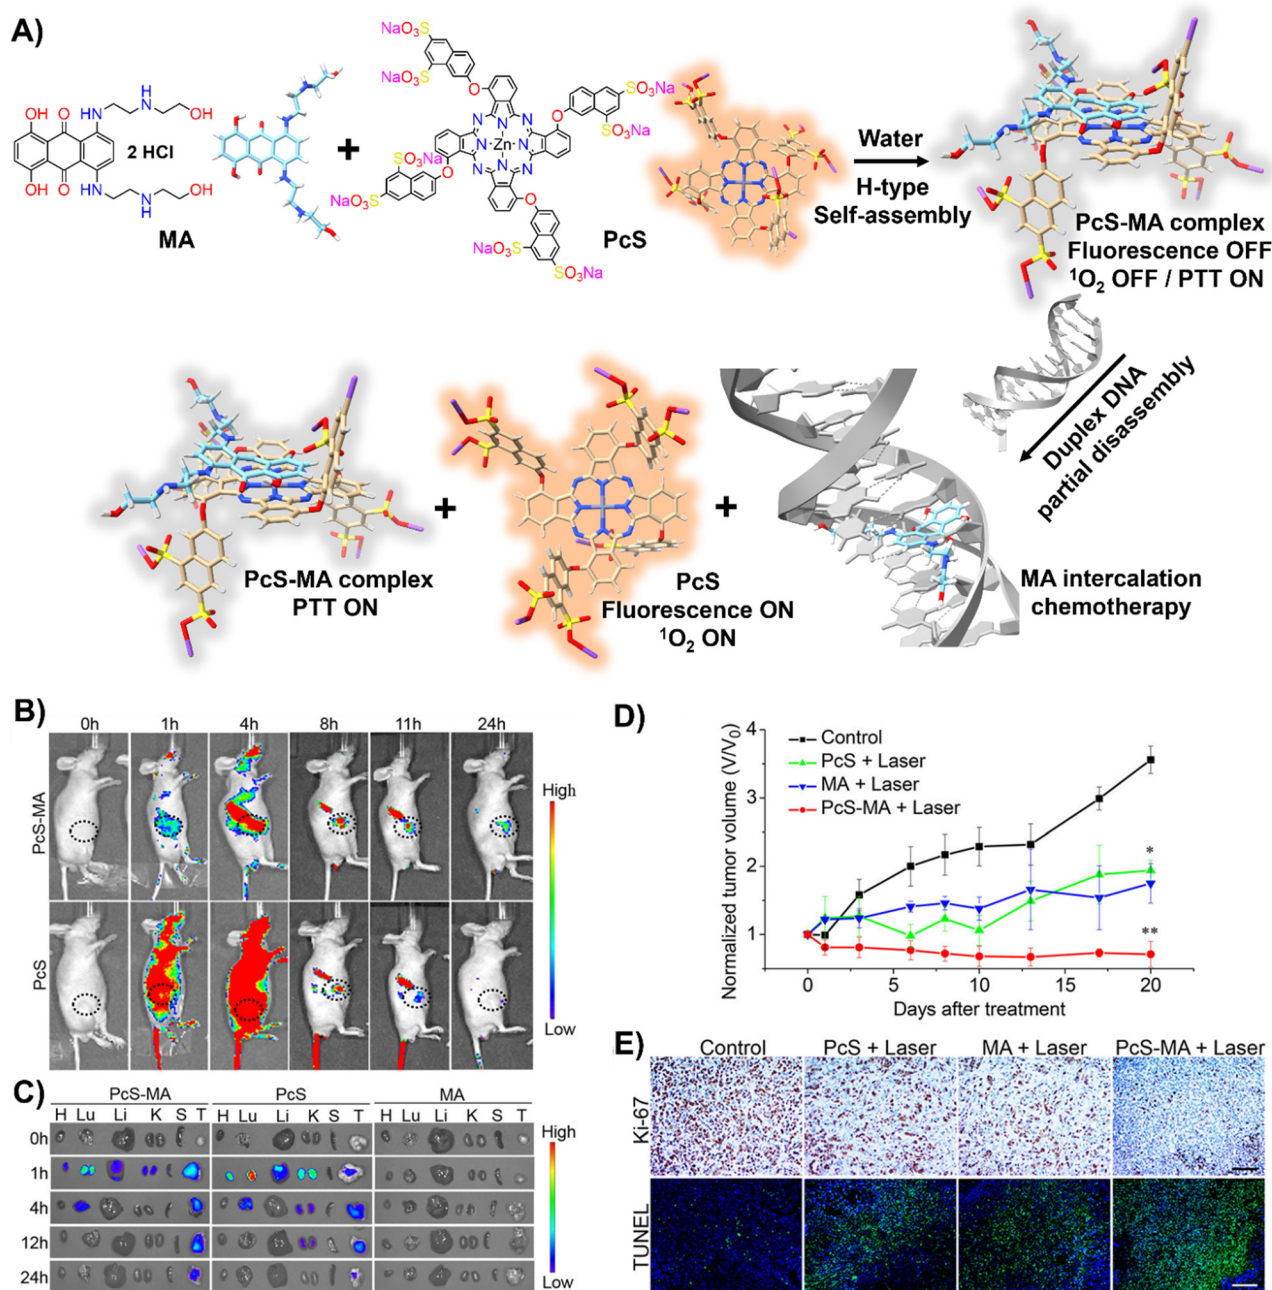 A)
OH
O
HN
H
N
OH
2 HCl
OH
O
HN
N
H
OH
MA
+
NaO3S
NaO3S
O
SO3Na
SO3Na
O
N
N
N
N
Zn
N
N
N
N
NaO3S
NaO3S
O
O
SO3Na
SO3Na
PcS
Water
H-type
Self-assembly
PcS-MA complex
Fluorescence OFF
¹O₂ OFF / PTT ON
Duplex DNA
partial disassembly
PcS-MA complex
PTT ON
+
PcS
Fluorescence ON
¹O₂ ON
+
MA intercalation
chemotherapy
B)
0h 1h 4h 8h 11h 24h
PcS-MA
PcS
High
Low
C)
PcS-MA PcS MA
H Lu Li K S T H Lu Li K S T H Lu Li K S T
0h
1h
4h
12h
24h
High
Low
D)
Normalized tumor volume (V/V₀)
4
3
2
1
Control
PcS + Laser
MA + Laser
PcS-MA + Laser
*
**
0 5 10 15 20
Days after treatment
E)
Control PcS + Laser MA + Laser PcS-MA + Laser
Ki-67
TUNEL